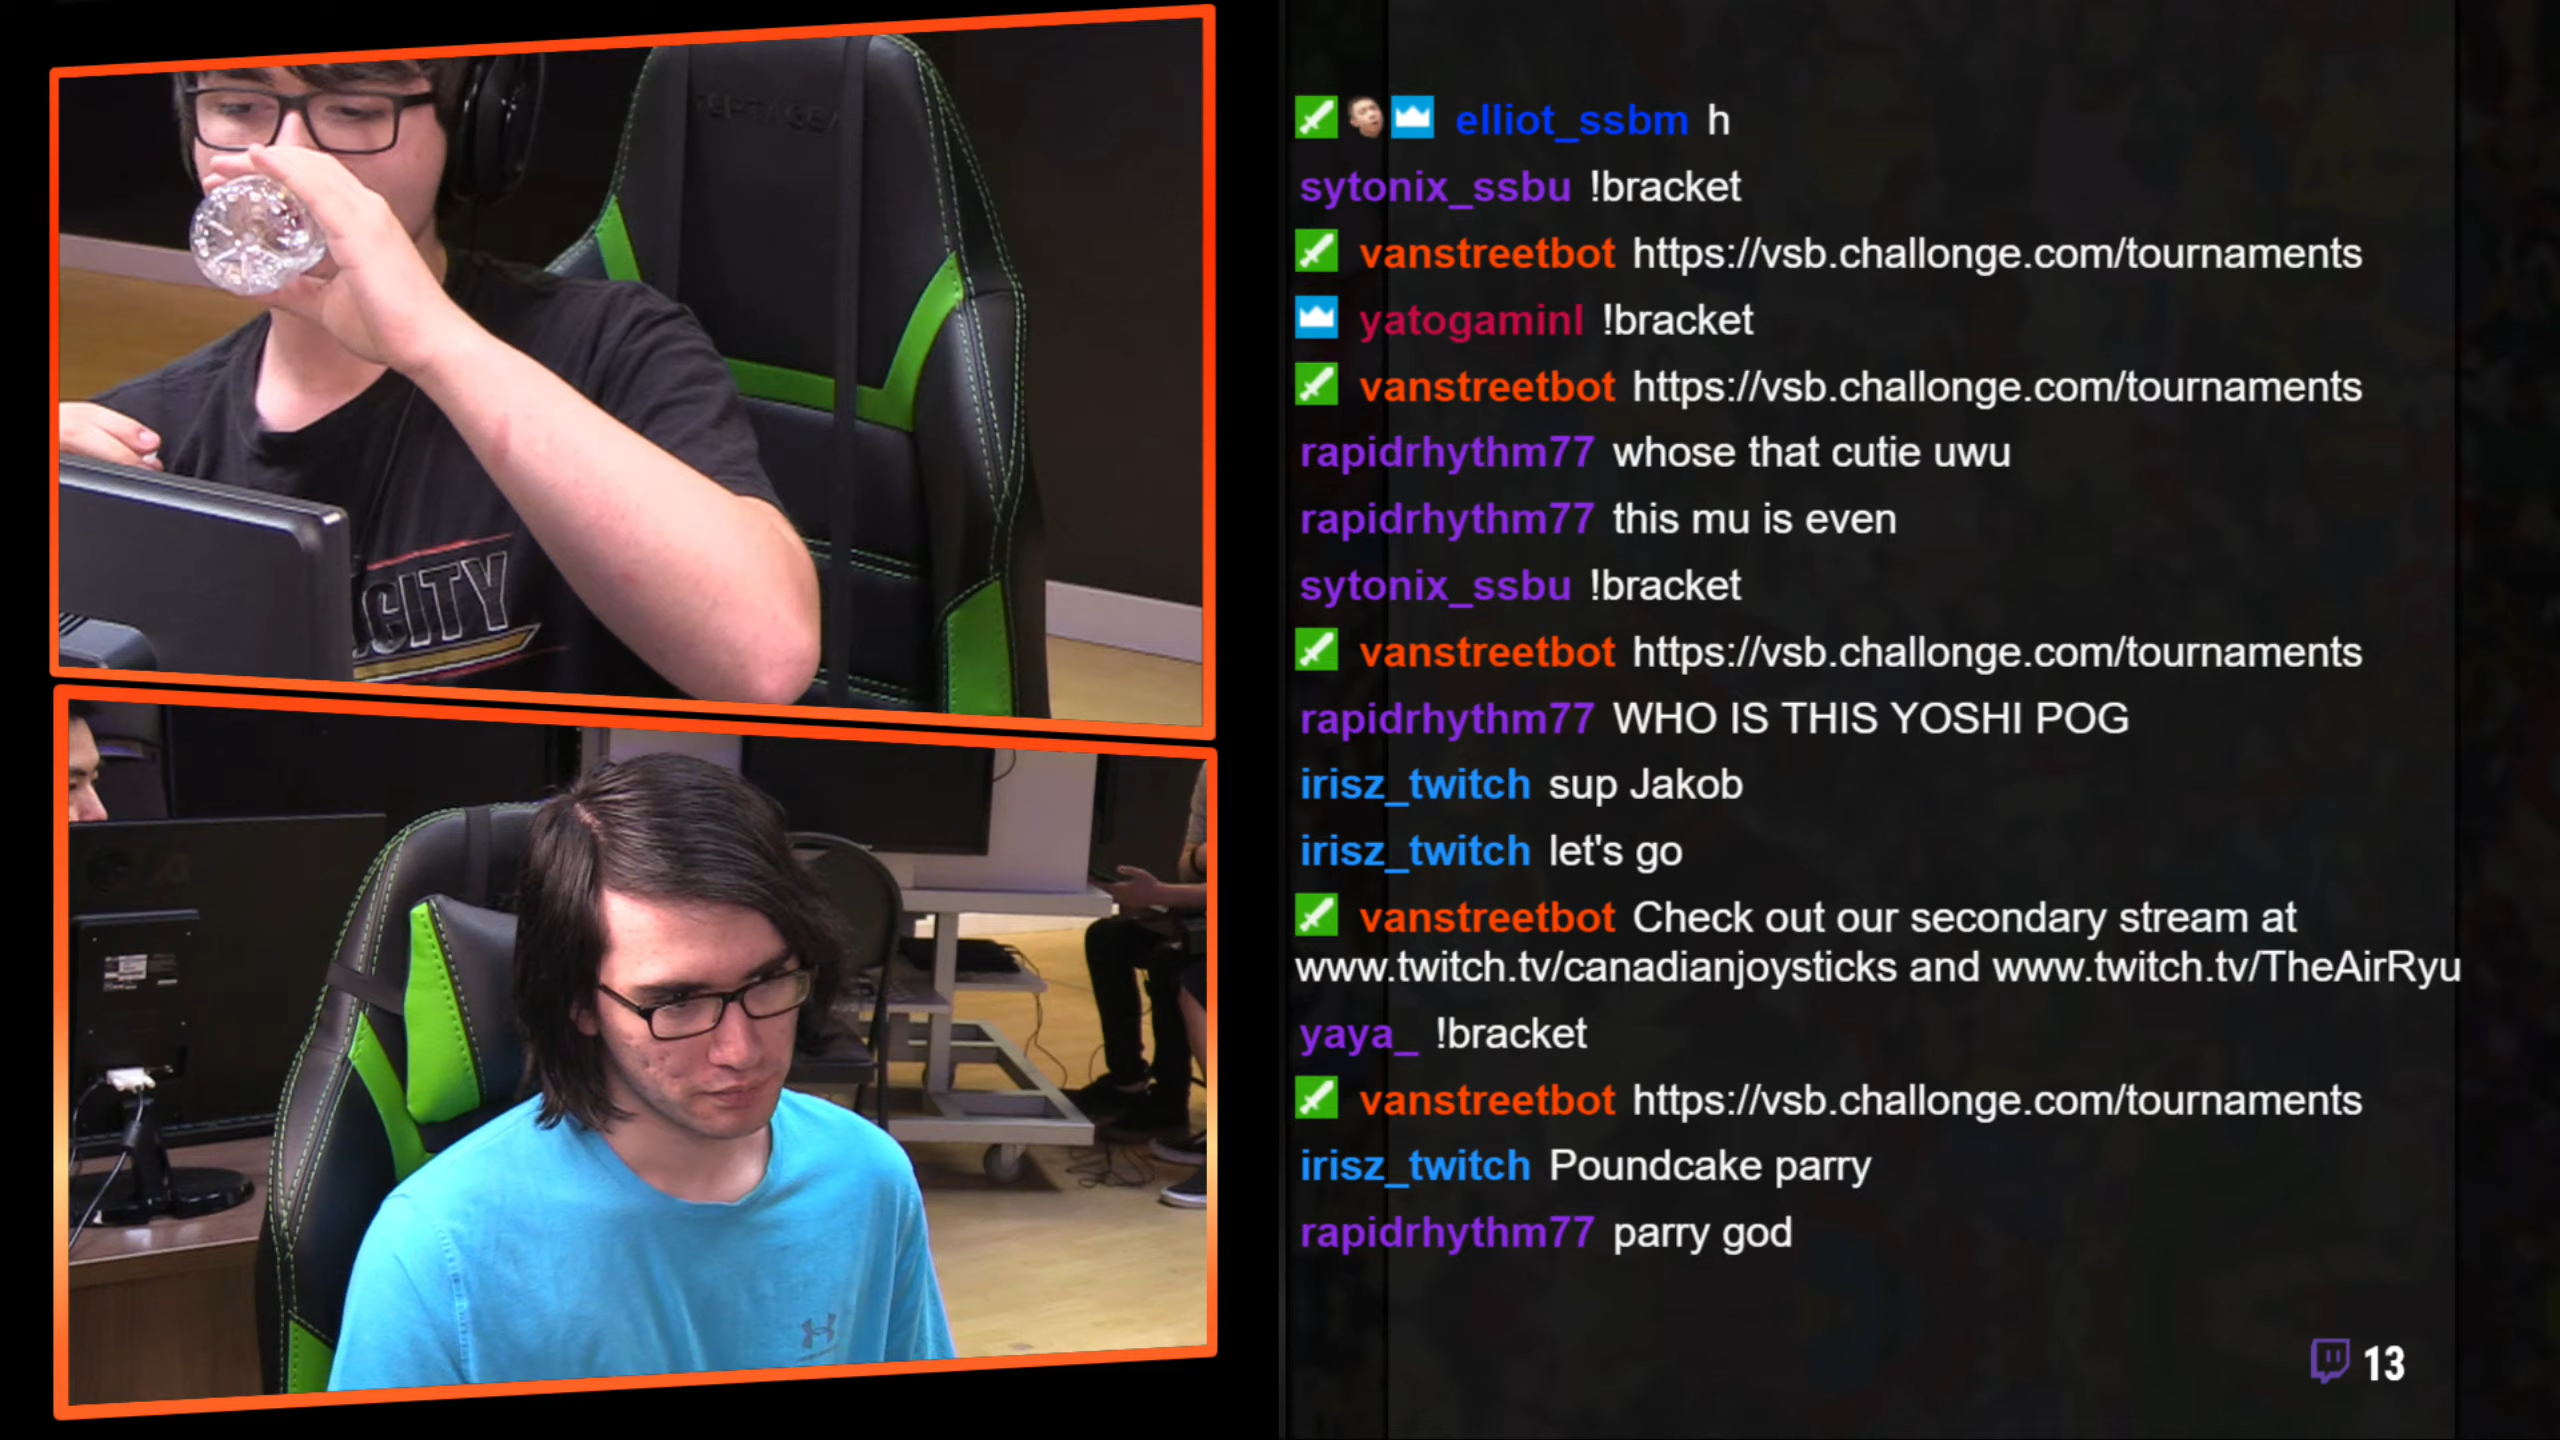 CITY
elliot_ssbm h
sytonix_ssbu !bracket
vanstreetbot https://vsb.challonge.com/tournaments
yatogaminl !bracket
vanstreetbot https://vsb.challonge.com/tournaments
rapidrhythm77 whose that cutie uwu
rapidrhythm77 this mu is even
sytonix_ssbu !bracket
vanstreetbot https://vsb.challonge.com/tournaments
rapidrhythm77 WHO IS THIS YOSHI POG
irisz_twitch sup Jakob
irisz_twitch let's go
vanstreetbot Check out our secondary stream at
www.twitch.tv/canadianjoysticks and www.twitch.tv/TheAirRyu
yaya_ !bracket
vanstreetbot https://vsb.challonge.com/tournaments
irisz_twitch Poundcake parry
rapidrhythm77 parry god
13